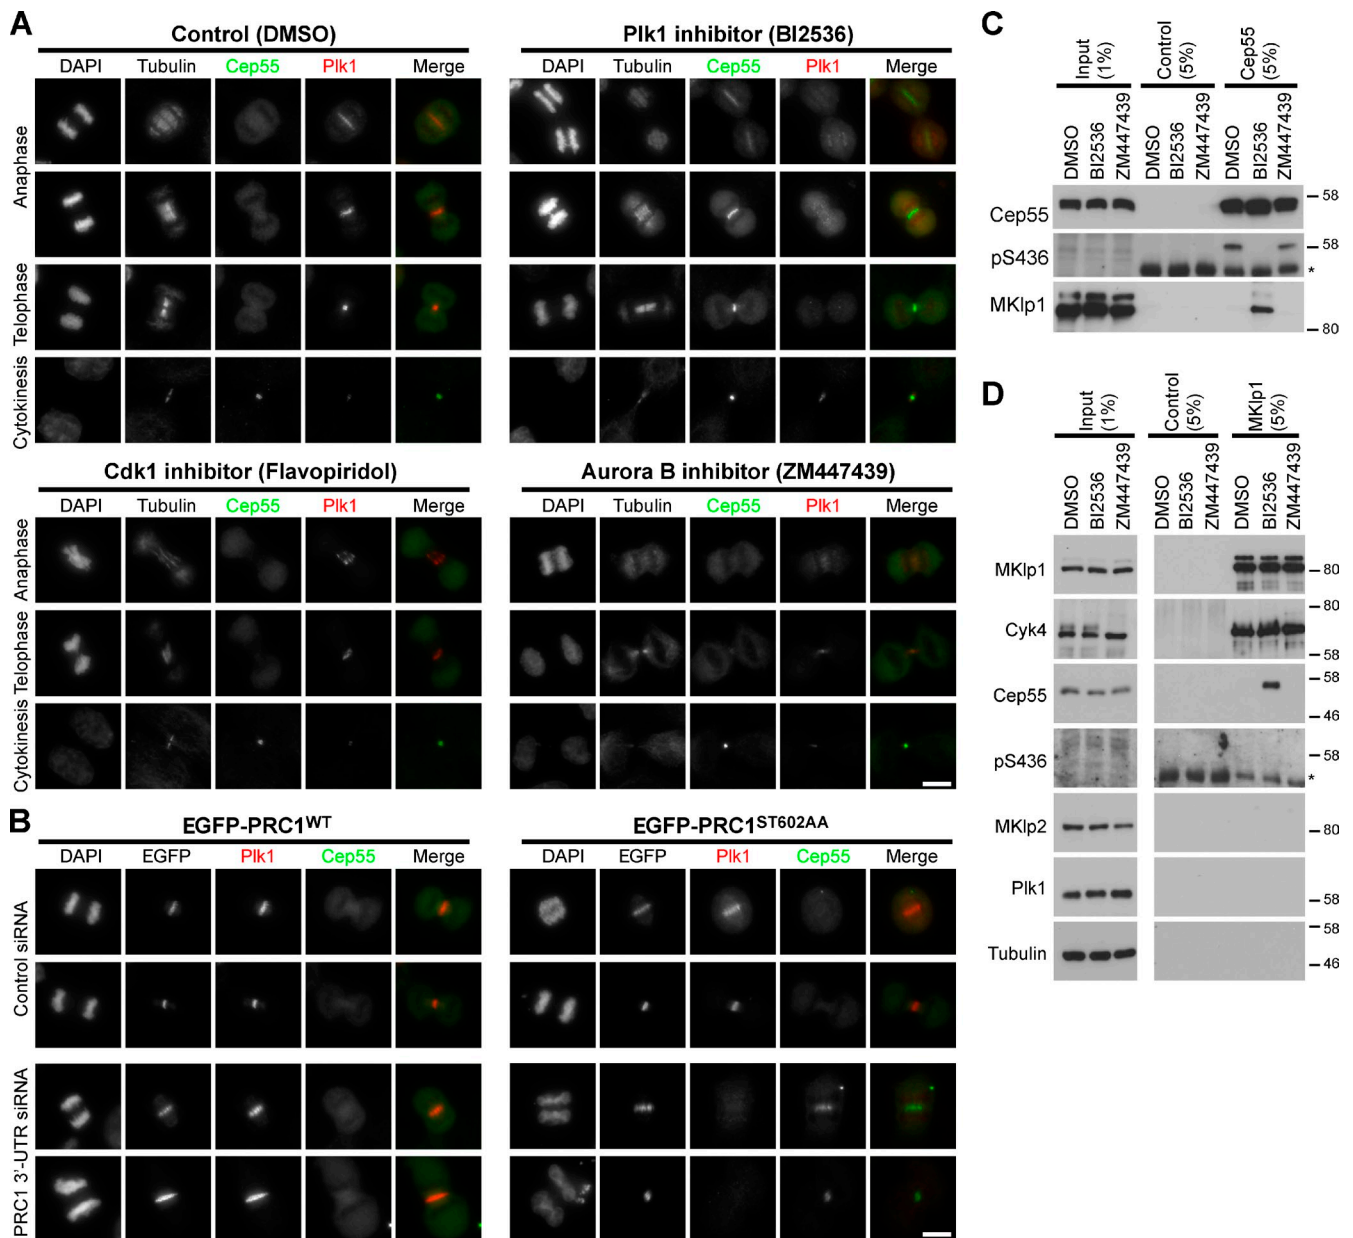 A
Control (DMSO)
DAPI Tubulin Cep55 Plk1 Merge
Anaphase
Telophase
Cytokinesis
Plk1 inhibitor (BI2536)
DAPI Tubulin Cep55 Plk1 Merge
Cdk1 inhibitor (Flavopiridol)
DAPI Tubulin Cep55 Plk1 Merge
Anaphase
Telophase
Cytokinesis
Aurora B inhibitor (ZM447439)
DAPI Tubulin Cep55 Plk1 Merge
B
EGFP-PRC1WT
DAPI EGFP Plk1 Cep55 Merge
Control siRNA
PRC1 3'-UTR siRNA
EGFP-PRC1ST602AA
DAPI EGFP Plk1 Cep55 Merge
C
Input (1%)
Control (5%)
Cep55 (5%)
DMSO BI2536 ZM447439 DMSO BI2536 ZM447439 DMSO BI2536 ZM447439
Cep55 58
pS436 58 *
MKlp1 80
D
Input (1%)
Control (5%)
MKlp1 (5%)
DMSO BI2536 ZM447439 DMSO BI2536 ZM447439 DMSO BI2536 ZM447439
MKlp1 80
Cyk4 80 58
Cep55 58 46
pS436 58 *
MKlp2 80
Plk1 58
Tubulin 58 46